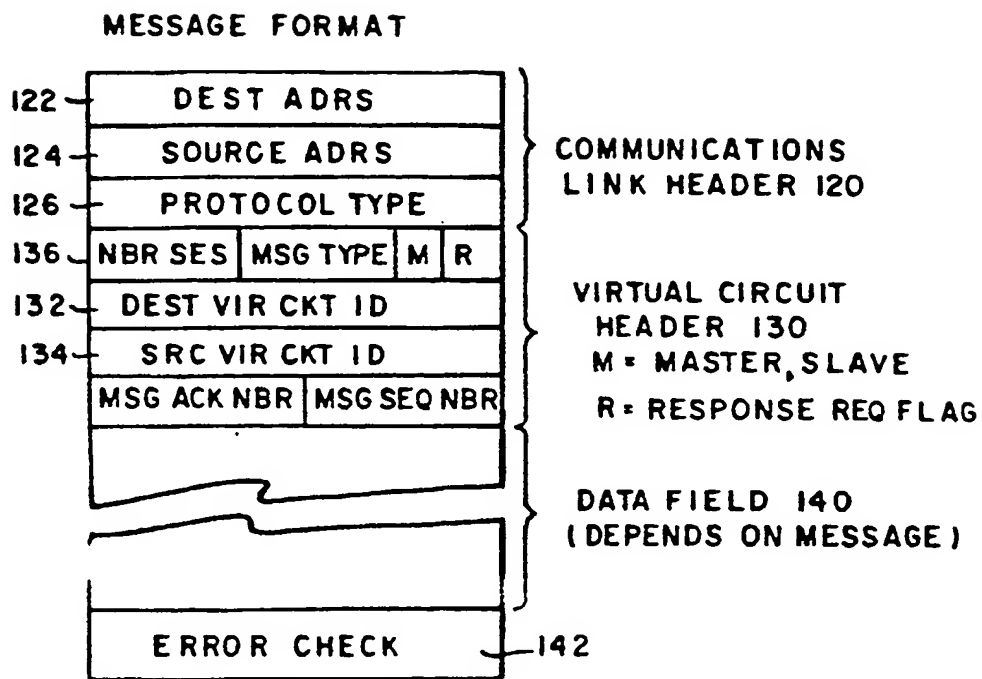 MESSAGE FORMAT
122 DEST ADRS
124 SOURCE ADRS
126 PROTOCOL TYPE
COMMUNICATIONS
LINK HEADER 120
136 NBR SES MSG TYPE M R
132 DEST VIR CKT ID
134 SRC VIR CKT ID
MSG ACK NBR MSG SEQ NBR
VIRTUAL CIRCUIT
HEADER 130
M = MASTER, SLAVE
R = RESPONSE REQ FLAG
DATA FIELD 140
(DEPENDS ON MESSAGE)
ERROR CHECK 142